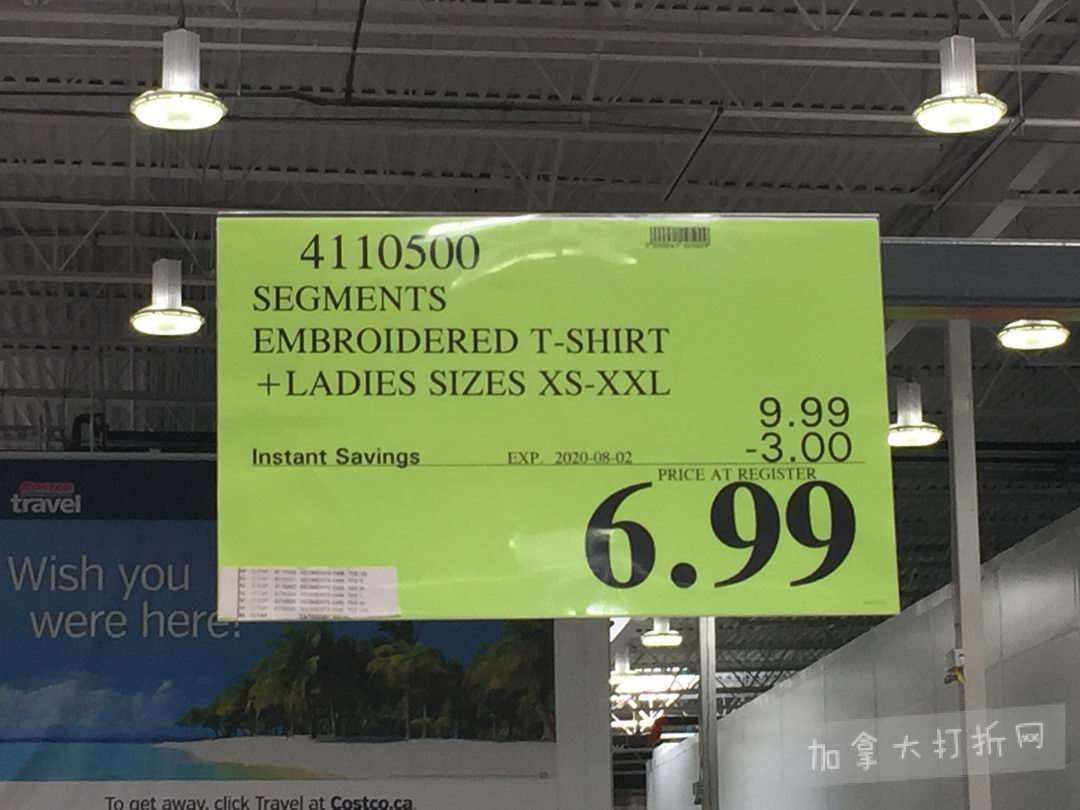 4110500
SEGMENTS
EMBROIDERED T-SHIRT
+LADIES SIZES XS-XXL
9.99
-3.00
Instant Savings EXP. 2020-08-02
PRICE AT REGISTER
6.99
COSTCO
travel
Wish you
were here!
To get away, click Travel at Costco.ca
加拿大打折网